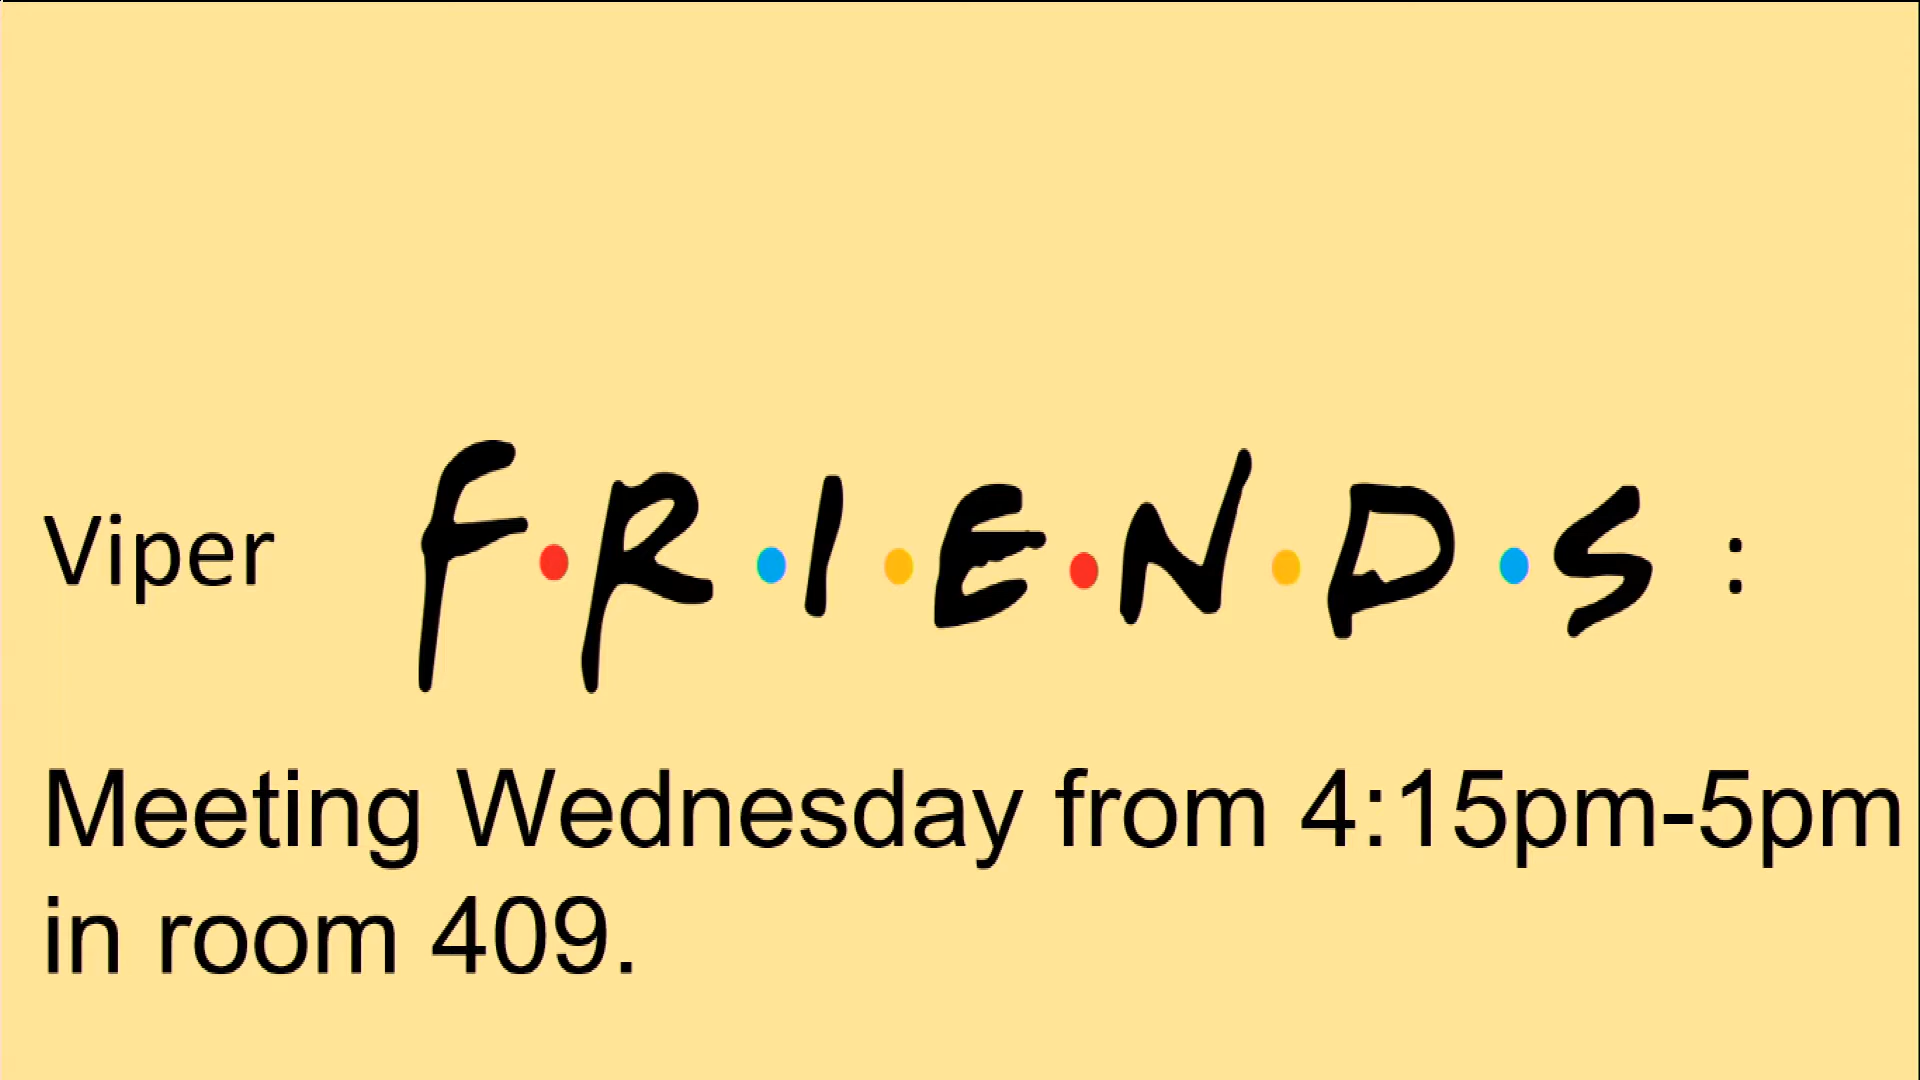 Viper F•R•I•E•N•D•S :
Meeting Wednesday from 4:15pm-5pm
in room 409.